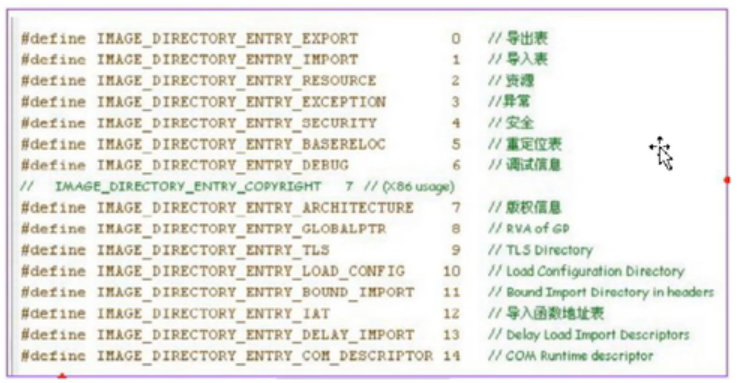 #define IMAGE_DIRECTORY_ENTRY_EXPORT 0 // 导出表
#define IMAGE_DIRECTORY_ENTRY_IMPORT 1 // 导入表
#define IMAGE_DIRECTORY_ENTRY_RESOURCE 2 // 资源
#define IMAGE_DIRECTORY_ENTRY_EXCEPTION 3 //异常
#define IMAGE_DIRECTORY_ENTRY_SECURITY 4 // 安全
#define IMAGE_DIRECTORY_ENTRY_BASERELOC 5 // 重定位表
#define IMAGE_DIRECTORY_ENTRY_DEBUG 6 // 调试信息
// IMAGE_DIRECTORY_ENTRY_COPYRIGHT 7 // (X86 usage)
#define IMAGE_DIRECTORY_ENTRY_ARCHITECTURE 7 // 版权信息
#define IMAGE_DIRECTORY_ENTRY_GLOBALPTR 8 // RVA of GP
#define IMAGE_DIRECTORY_ENTRY_TLS 9 // TLS Directory
#define IMAGE_DIRECTORY_ENTRY_LOAD_CONFIG 10 // Load Configuration Directory
#define IMAGE_DIRECTORY_ENTRY_BOUND_IMPORT 11 // Bound Import Directory in headers
#define IMAGE_DIRECTORY_ENTRY_IAT 12 // 导入函数地址表
#define IMAGE_DIRECTORY_ENTRY_DELAY_IMPORT 13 // Delay Load Import Descriptors
#define IMAGE_DIRECTORY_ENTRY_COM_DESCRIPTOR 14 // COM Runtime descriptor